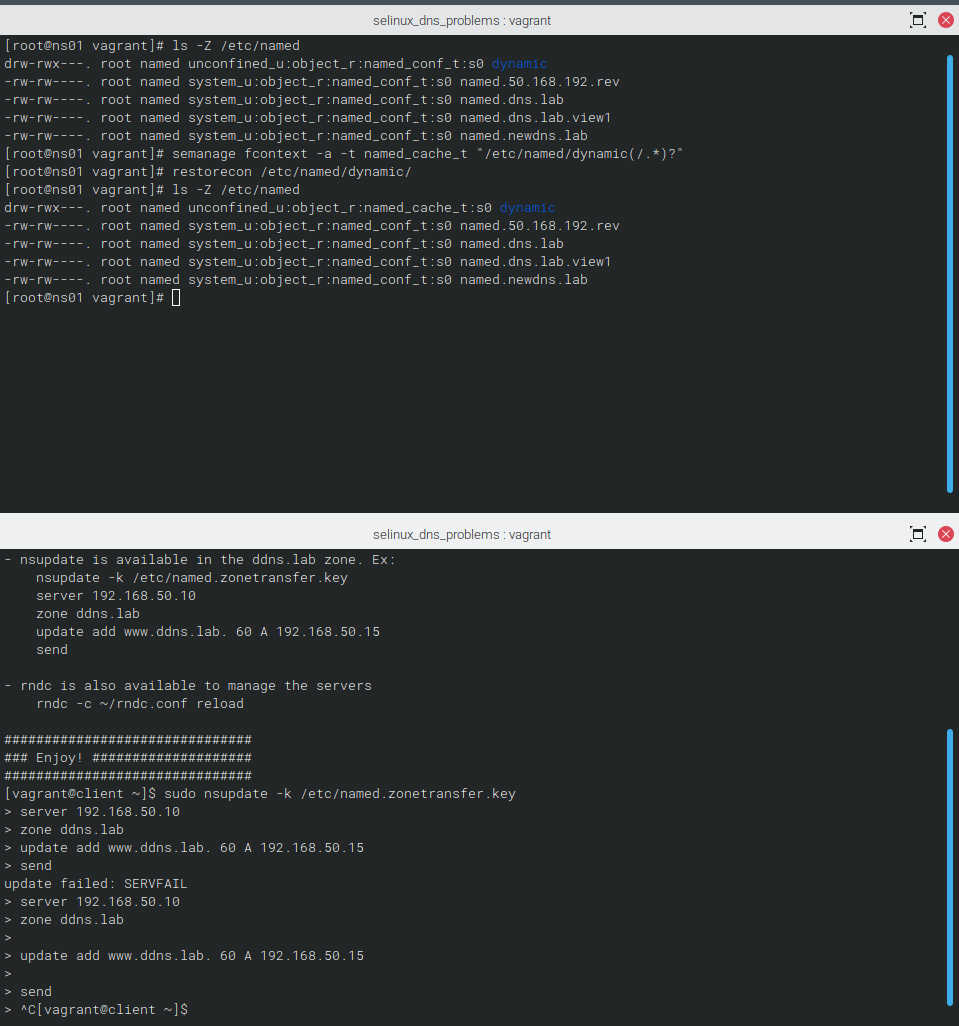 selinux_dns_problems : vagrant
[root@ns01 vagrant]# ls -Z /etc/named
drw-rwx---. root named unconfined_u:object_r:named_conf_t:s0 dynamic
-rw-rw----. root named system_u:object_r:named_conf_t:s0 named.50.168.192.rev
-rw-rw----. root named system_u:object_r:named_conf_t:s0 named.dns.lab
-rw-rw----. root named system_u:object_r:named_conf_t:s0 named.dns.lab.view1
-rw-rw----. root named system_u:object_r:named_conf_t:s0 named.newdns.lab
[root@ns01 vagrant]# semanage fcontext -a -t named_cache_t "/etc/named/dynamic(/.*)?"
[root@ns01 vagrant]# restorecon /etc/named/dynamic/
[root@ns01 vagrant]# ls -Z /etc/named
drw-rwx---. root named unconfined_u:object_r:named_cache_t:s0 dynamic
-rw-rw----. root named system_u:object_r:named_conf_t:s0 named.50.168.192.rev
-rw-rw----. root named system_u:object_r:named_conf_t:s0 named.dns.lab
-rw-rw----. root named system_u:object_r:named_conf_t:s0 named.dns.lab.view1
-rw-rw----. root named system_u:object_r:named_conf_t:s0 named.newdns.lab
[root@ns01 vagrant]#
selinux_dns_problems : vagrant
- nsupdate is available in the ddns.lab zone. Ex:
    nsupdate -k /etc/named.zonetransfer.key
    server 192.168.50.10
    zone ddns.lab
    update add www.ddns.lab. 60 A 192.168.50.15
    send

- rndc is also available to manage the servers
    rndc -c ~/rndc.conf reload

###############################
### Enjoy! ####################
###############################
[vagrant@client ~]$ sudo nsupdate -k /etc/named.zonetransfer.key
> server 192.168.50.10
> zone ddns.lab
> update add www.ddns.lab. 60 A 192.168.50.15
> send
update failed: SERVFAIL
> server 192.168.50.10
> zone ddns.lab
>
> update add www.ddns.lab. 60 A 192.168.50.15
>
> send
> ^C[vagrant@client ~]$